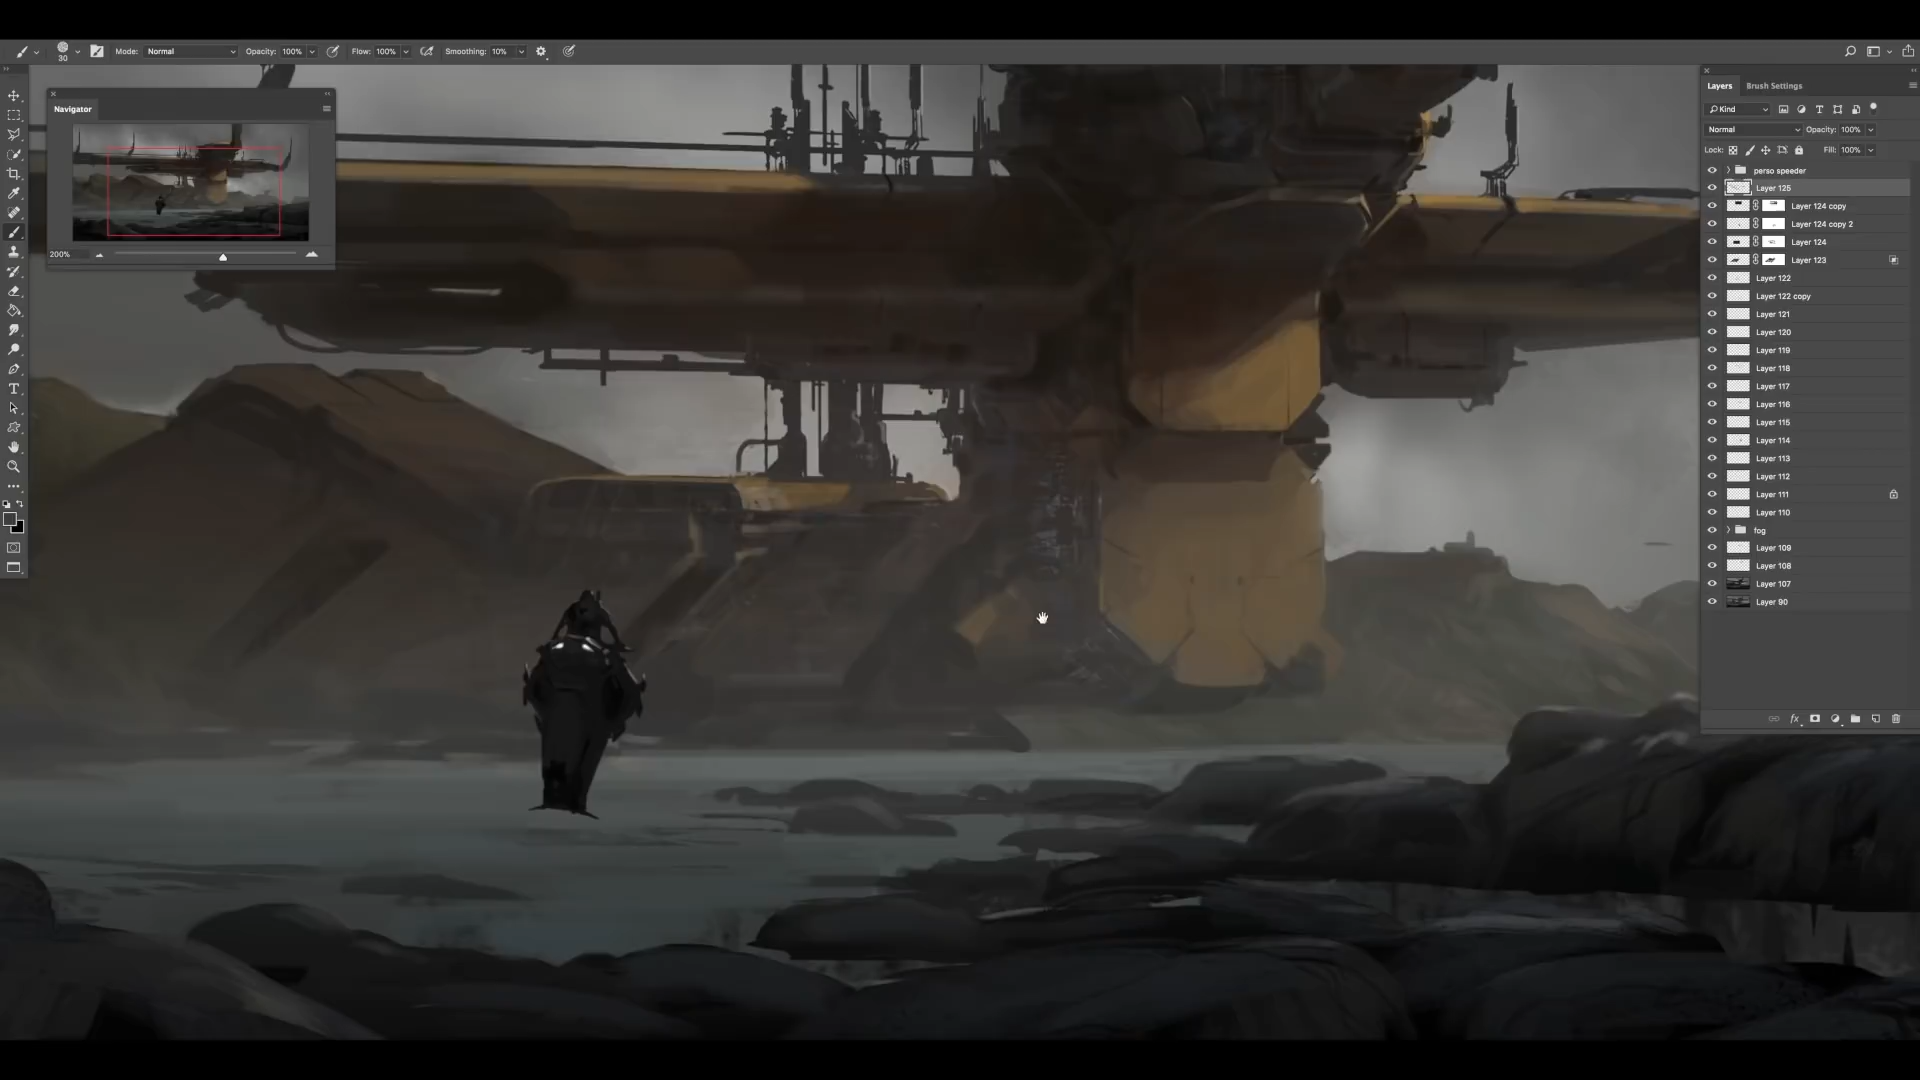 30
Mode: Normal
Opacity: 100%
Flow: 100%
Smoothing: 10%
Navigator
200%
Layers
Brush Settings
Kind
Normal
Opacity: 100%
Lock:
Fill: 100%
perso speeder
Layer 125
Layer 124 copy
Layer 124 copy 2
Layer 124
Layer 123
Layer 122
Layer 122 copy
Layer 121
Layer 120
Layer 119
Layer 118
Layer 117
Layer 116
Layer 115
Layer 114
Layer 113
Layer 112
Layer 111
Layer 110
fog
Layer 109
Layer 108
Layer 107
Layer 90
fx